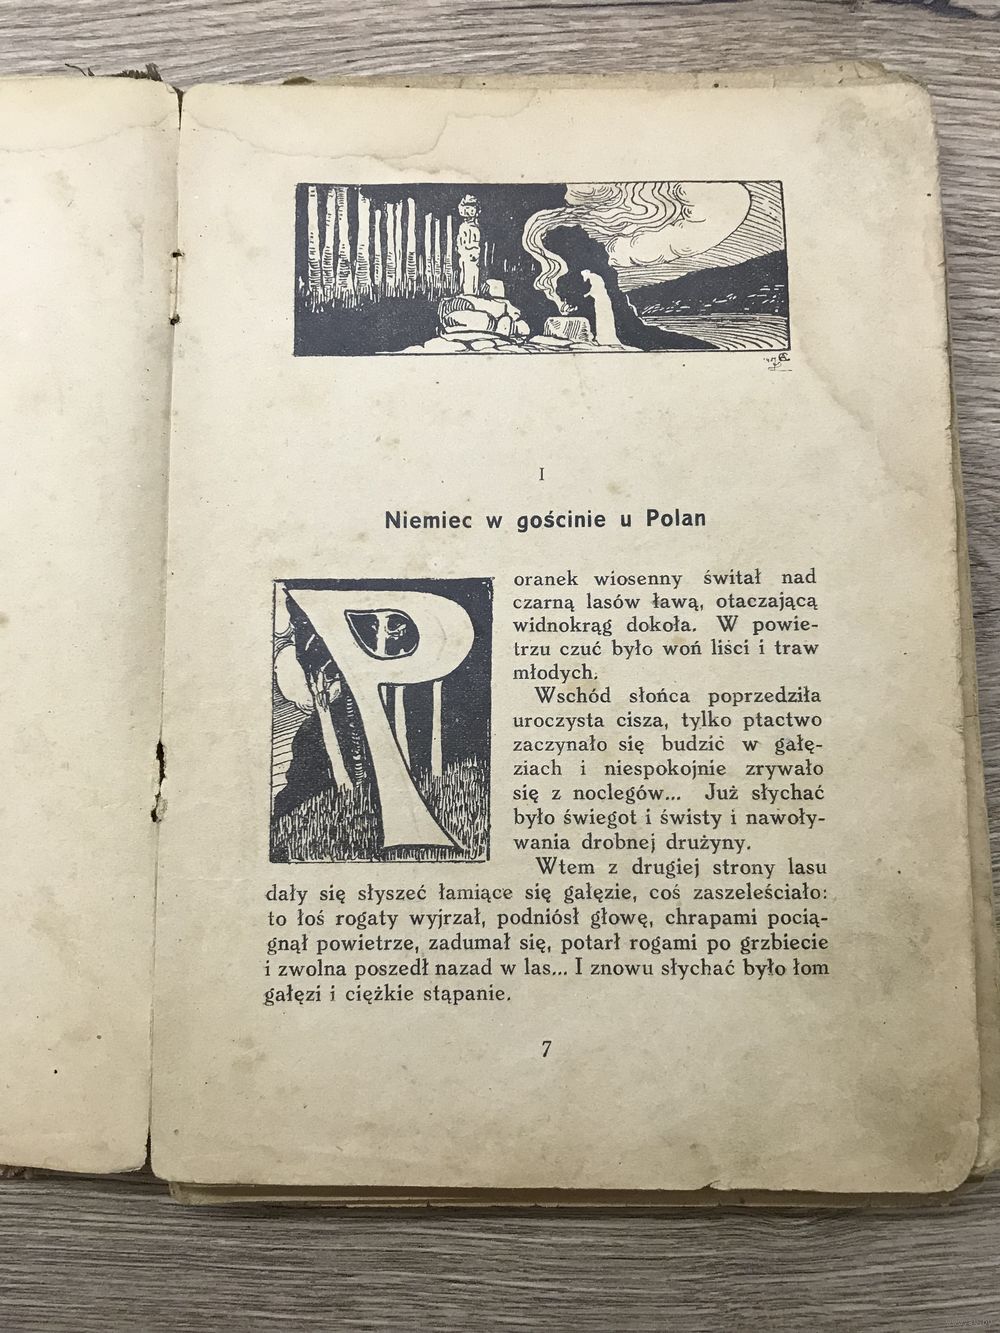 I
Niemiec w gościnie u Polan
Poranek wiosenny świtał nad
czarną lasów ławą, otaczającą
widnokrąg dokoła. W powie-
trzu czuć było woń liści i traw
młodych.
Wschód słońca poprzedziła
uroczysta cisza, tylko ptactwo
zaczynało się budzić w gałę-
ziach i niespokojnie zrywało
się z noclegów... Już słychać
było świegot i świsty i nawoły-
wania drobnej drużyny.
Wtem z drugiej strony lasu
dały się słyszeć łamiące się gałęzie, coś zaszeleściało:
to łoś rogaty wyjrzał, podniósł głowę, chrapami pocią-
gnął powietrze, zadumał się, potarł rogami po grzbiecie
i zwolna poszedł nazad w las... I znowu słychać było łom
gałęzi i ciężkie stąpanie.
7